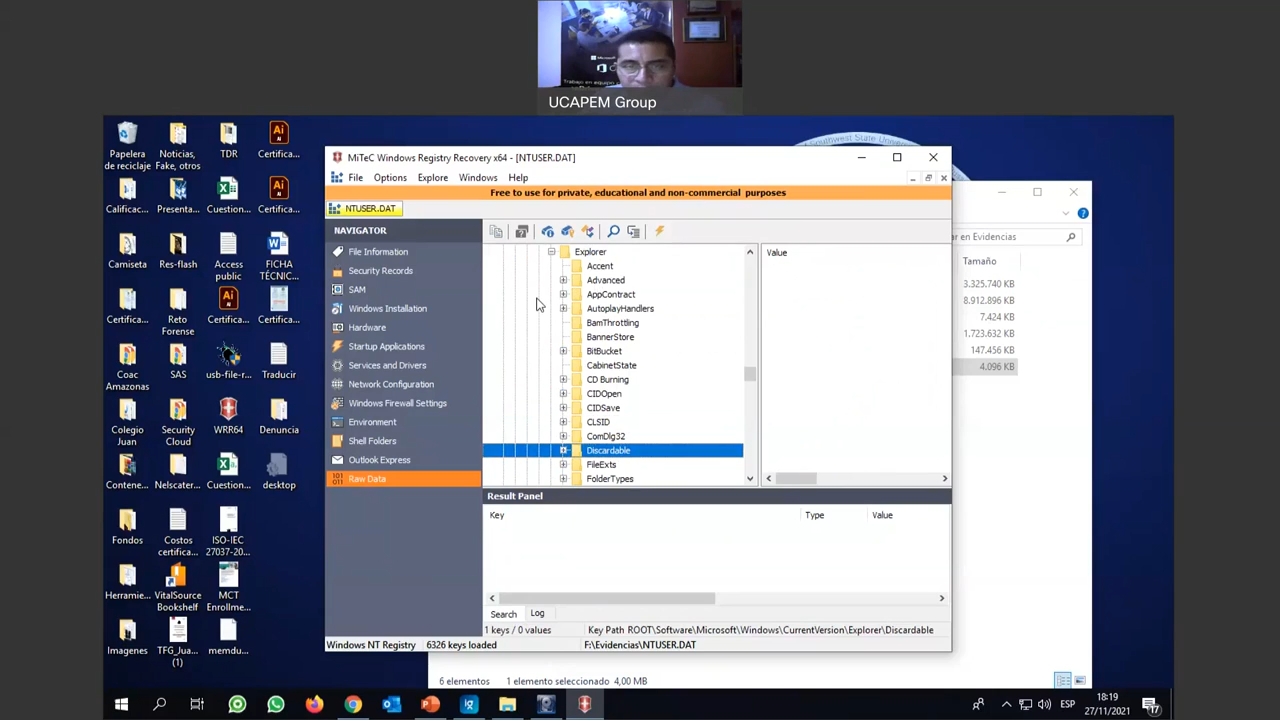 UCAPEM Group
Papelera de reciclaje
Noticias, Fake, otros
TDR
Certifica...
Calificac...
Presenta...
Cuestion...
Certifica...
Camiseta
Res-flash
Access public
FICHA TÉCNIC...
Certific...
Reto Forense
Certifica...
Certifica...
Coac Amazonas
SAS
usb-file-r...
Traducir
Colegio Juan
Security Cloud
WRR64
Denuncia
Contene...
Nelscater...
Cuestion...
desktop
Fondos
Costos certifica...
ISO-IEC 27037-20...
Herramie...
VitalSource Bookshelf
MCT Enrollme...
Imagenes
TFG_Jua... (1)
memdu...
MiTeC Windows Registry Recovery x64 - [NTUSER.DAT]
File Options Explore Windows Help
Free to use for private, educational and non-commercial purposes
NTUSER.DAT
NAVIGATOR
File Information
Security Records
SAM
Windows Installation
Hardware
Startup Applications
Services and Drivers
Network Configuration
Windows Firewall Settings
Environment
Shell Folders
Outlook Express
Raw Data
Explorer
Accent
Advanced
AppContract
AutoplayHandlers
BamThrottling
BannerStore
BitBucket
CabinetState
CD Burning
CIDOpen
CIDSave
CLSID
ComDlg32
Discardable
FileExts
FolderTypes
Value
Result Panel
Key Type Value
Search Log
1 keys / 0 values Key Path ROOT\Software\Microsoft\Windows\CurrentVersion\Explorer\Discardable
Windows NT Registry 6326 keys loaded F:\Evidencias\NTUSER.DAT
ar en Evidencias
Tamaño
3.325.740 KB
8.912.896 KB
7.424 KB
1.723.632 KB
147.456 KB
4.096 KB
6 elementos 1 elemento seleccionado 4,00 MB
ESP
18:19
27/11/2021
17